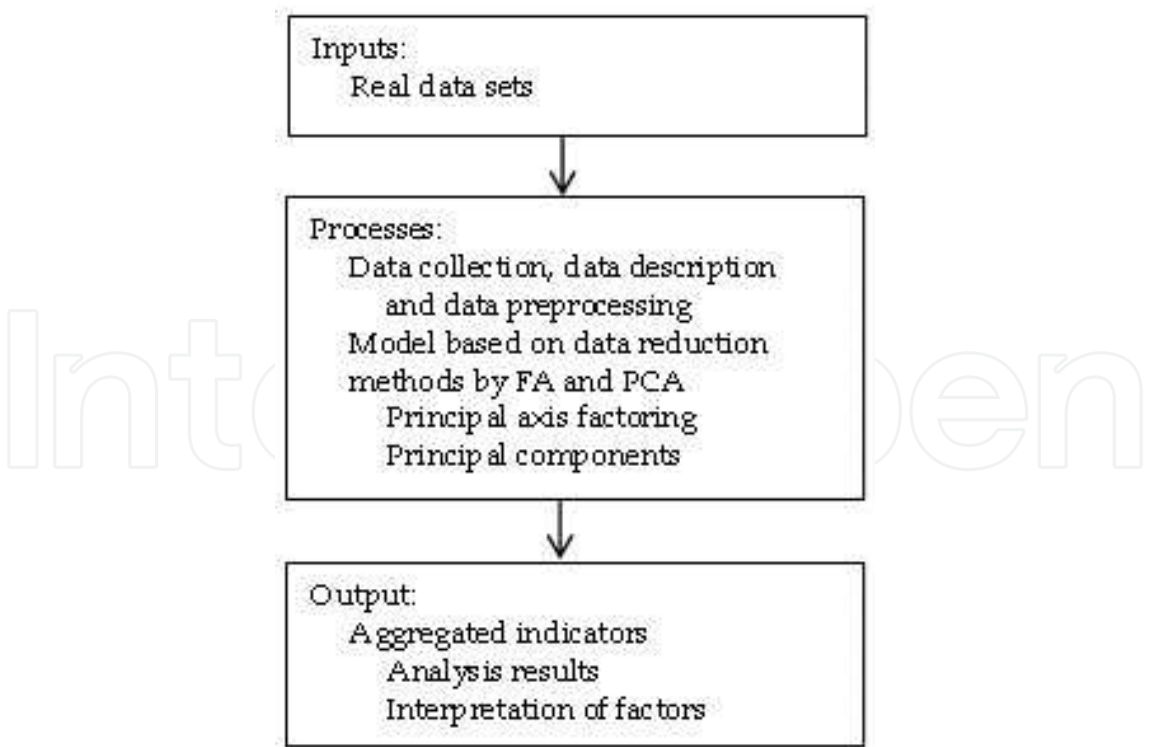 Inputs:
Real data sets
Processes:
Data collection, data description
and data preprocessing
Model based on data reduction
methods by FA and PCA
Principal axis factoring
Principal components
Output:
Aggregated indicators
Analysis results
Interpretation of factors